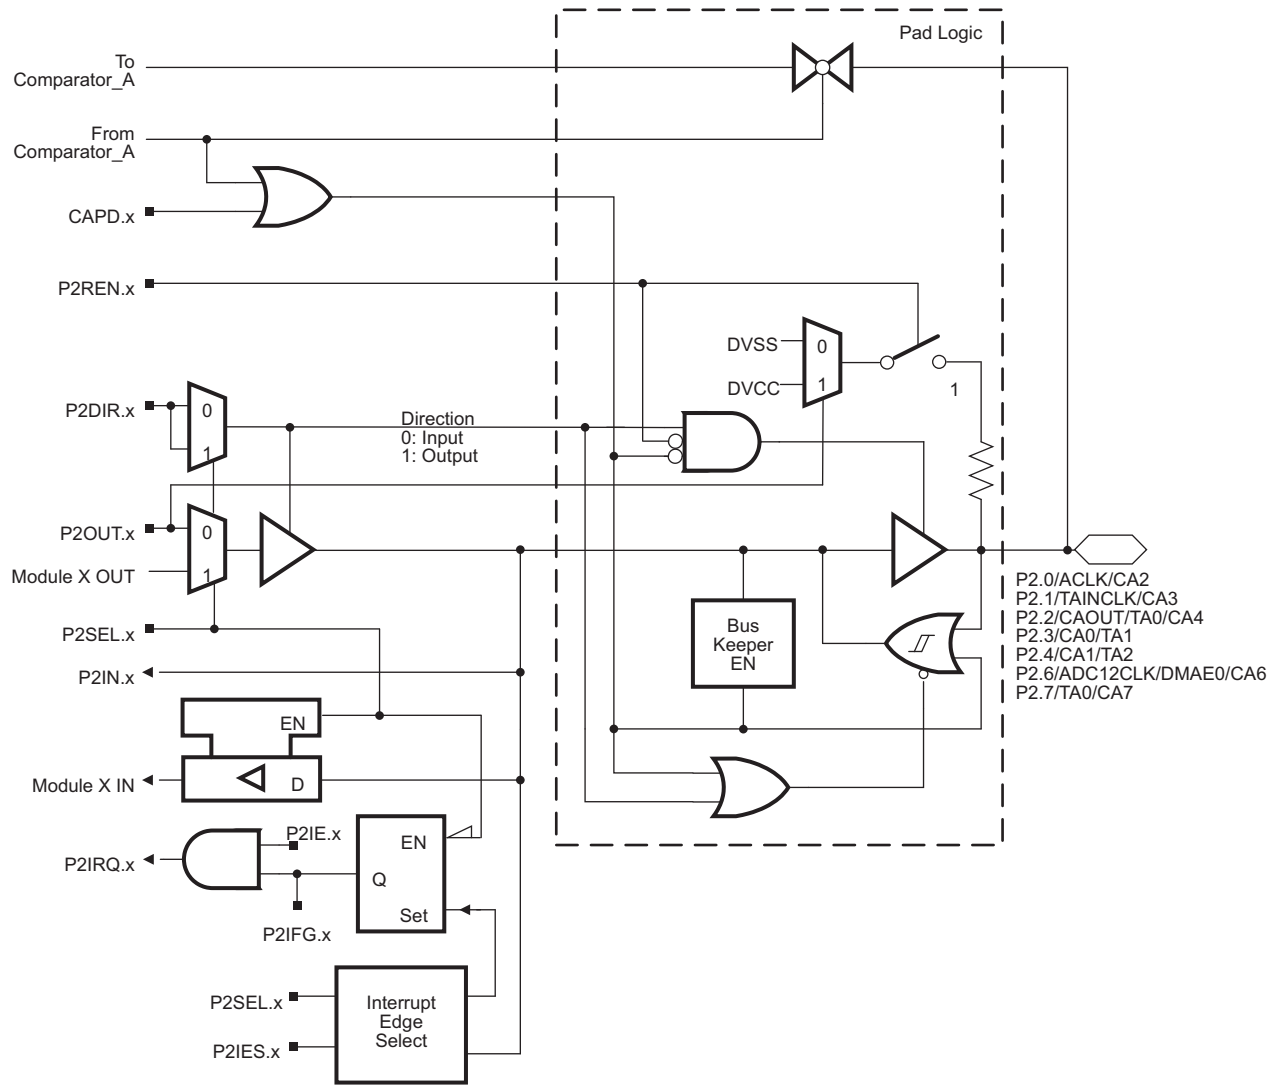 Pad Logic
To
Comparator_A
From
Comparator_A
CAPD.x
P2REN.x
DVSS
0
DVCC
1
1
P2DIR.x
0
1
Direction
0: Input
1: Output
P2OUT.x
0
Module X OUT
1
P2SEL.x
P2IN.x
Bus
Keeper
EN
P2.0/ACLK/CA2
P2.1/TAINCLK/CA3
P2.2/CAOUT/TA0/CA4
P2.3/CA0/TA1
P2.4/CA1/TA2
P2.6/ADC12CLK/DMAE0/CA6
P2.7/TA0/CA7
EN
Module X IN
D
P2IE.x
EN
P2IRQ.x
Q
Set
P2IFG.x
P2SEL.x
Interrupt
Edge
Select
P2IES.x